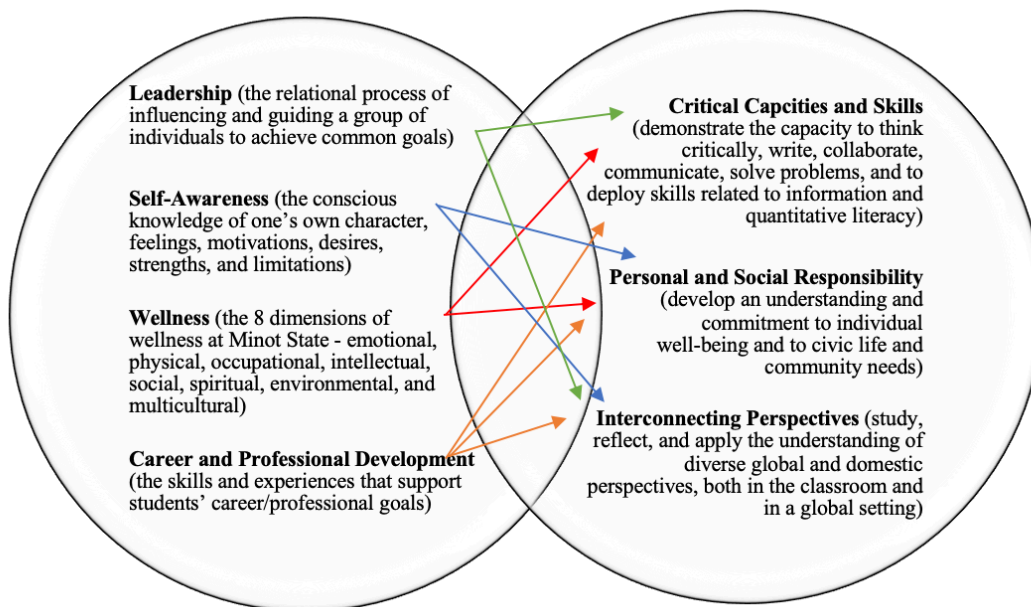 Leadership (the relational process of
influencing and guiding a group of
individuals to achieve common goals)
Self-Awareness (the conscious
knowledge of one’s own character,
feelings, motivations, desires,
strengths, and limitations)
Wellness (the 8 dimensions of
wellness at Minot State - emotional,
physical, occupational, intellectual,
social, spiritual, environmental, and
multicultural)
Career and Professional Development
(the skills and experiences that support
students’ career/professional goals)
Critical Capcities and Skills
(demonstrate the capacity to think
critically, write, collaborate,
communicate, solve problems, and to
deploy skills related to information and
quantitative literacy)
Personal and Social Responsibility
(develop an understanding and
commitment to individual
well-being and to civic life and
community needs)
Interconnecting Perspectives (study,
reflect, and apply the understanding of
diverse global and domestic
perspectives, both in the classroom and
in a global setting)